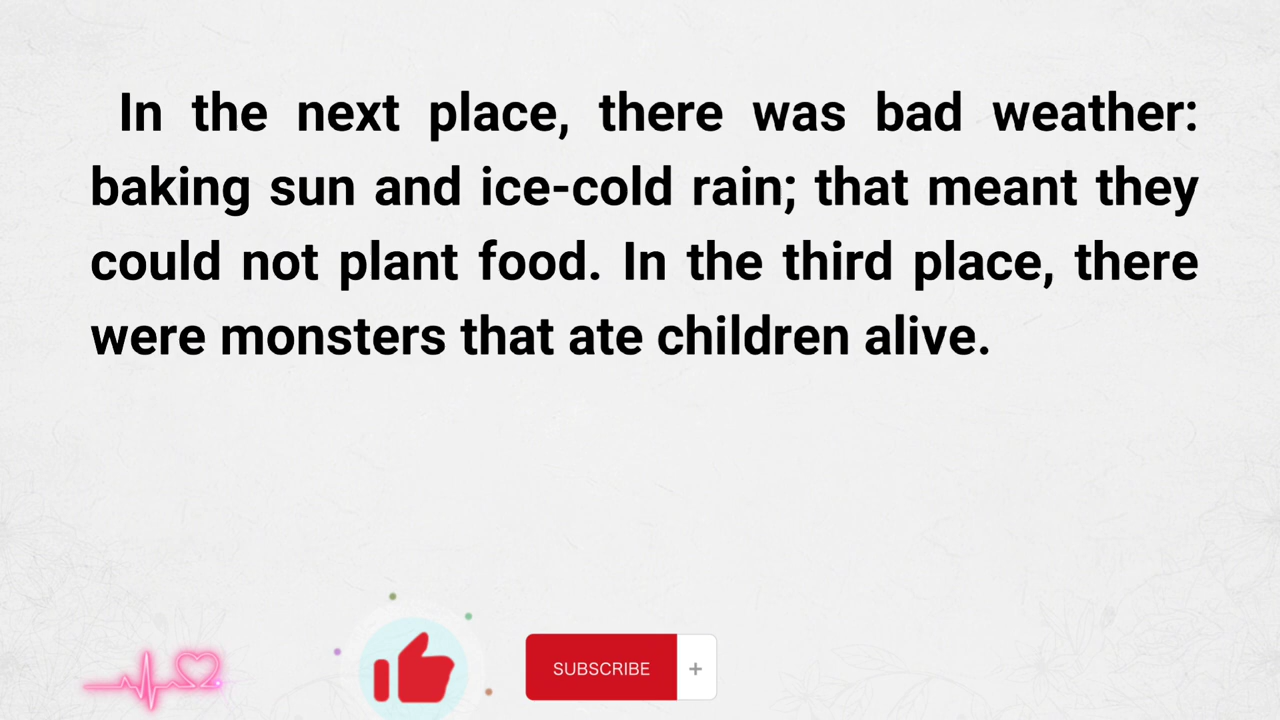 In the next place, there was bad weather:
baking sun and ice-cold rain; that meant they
could not plant food. In the third place, there
were monsters that ate children alive.
SUBSCRIBE +